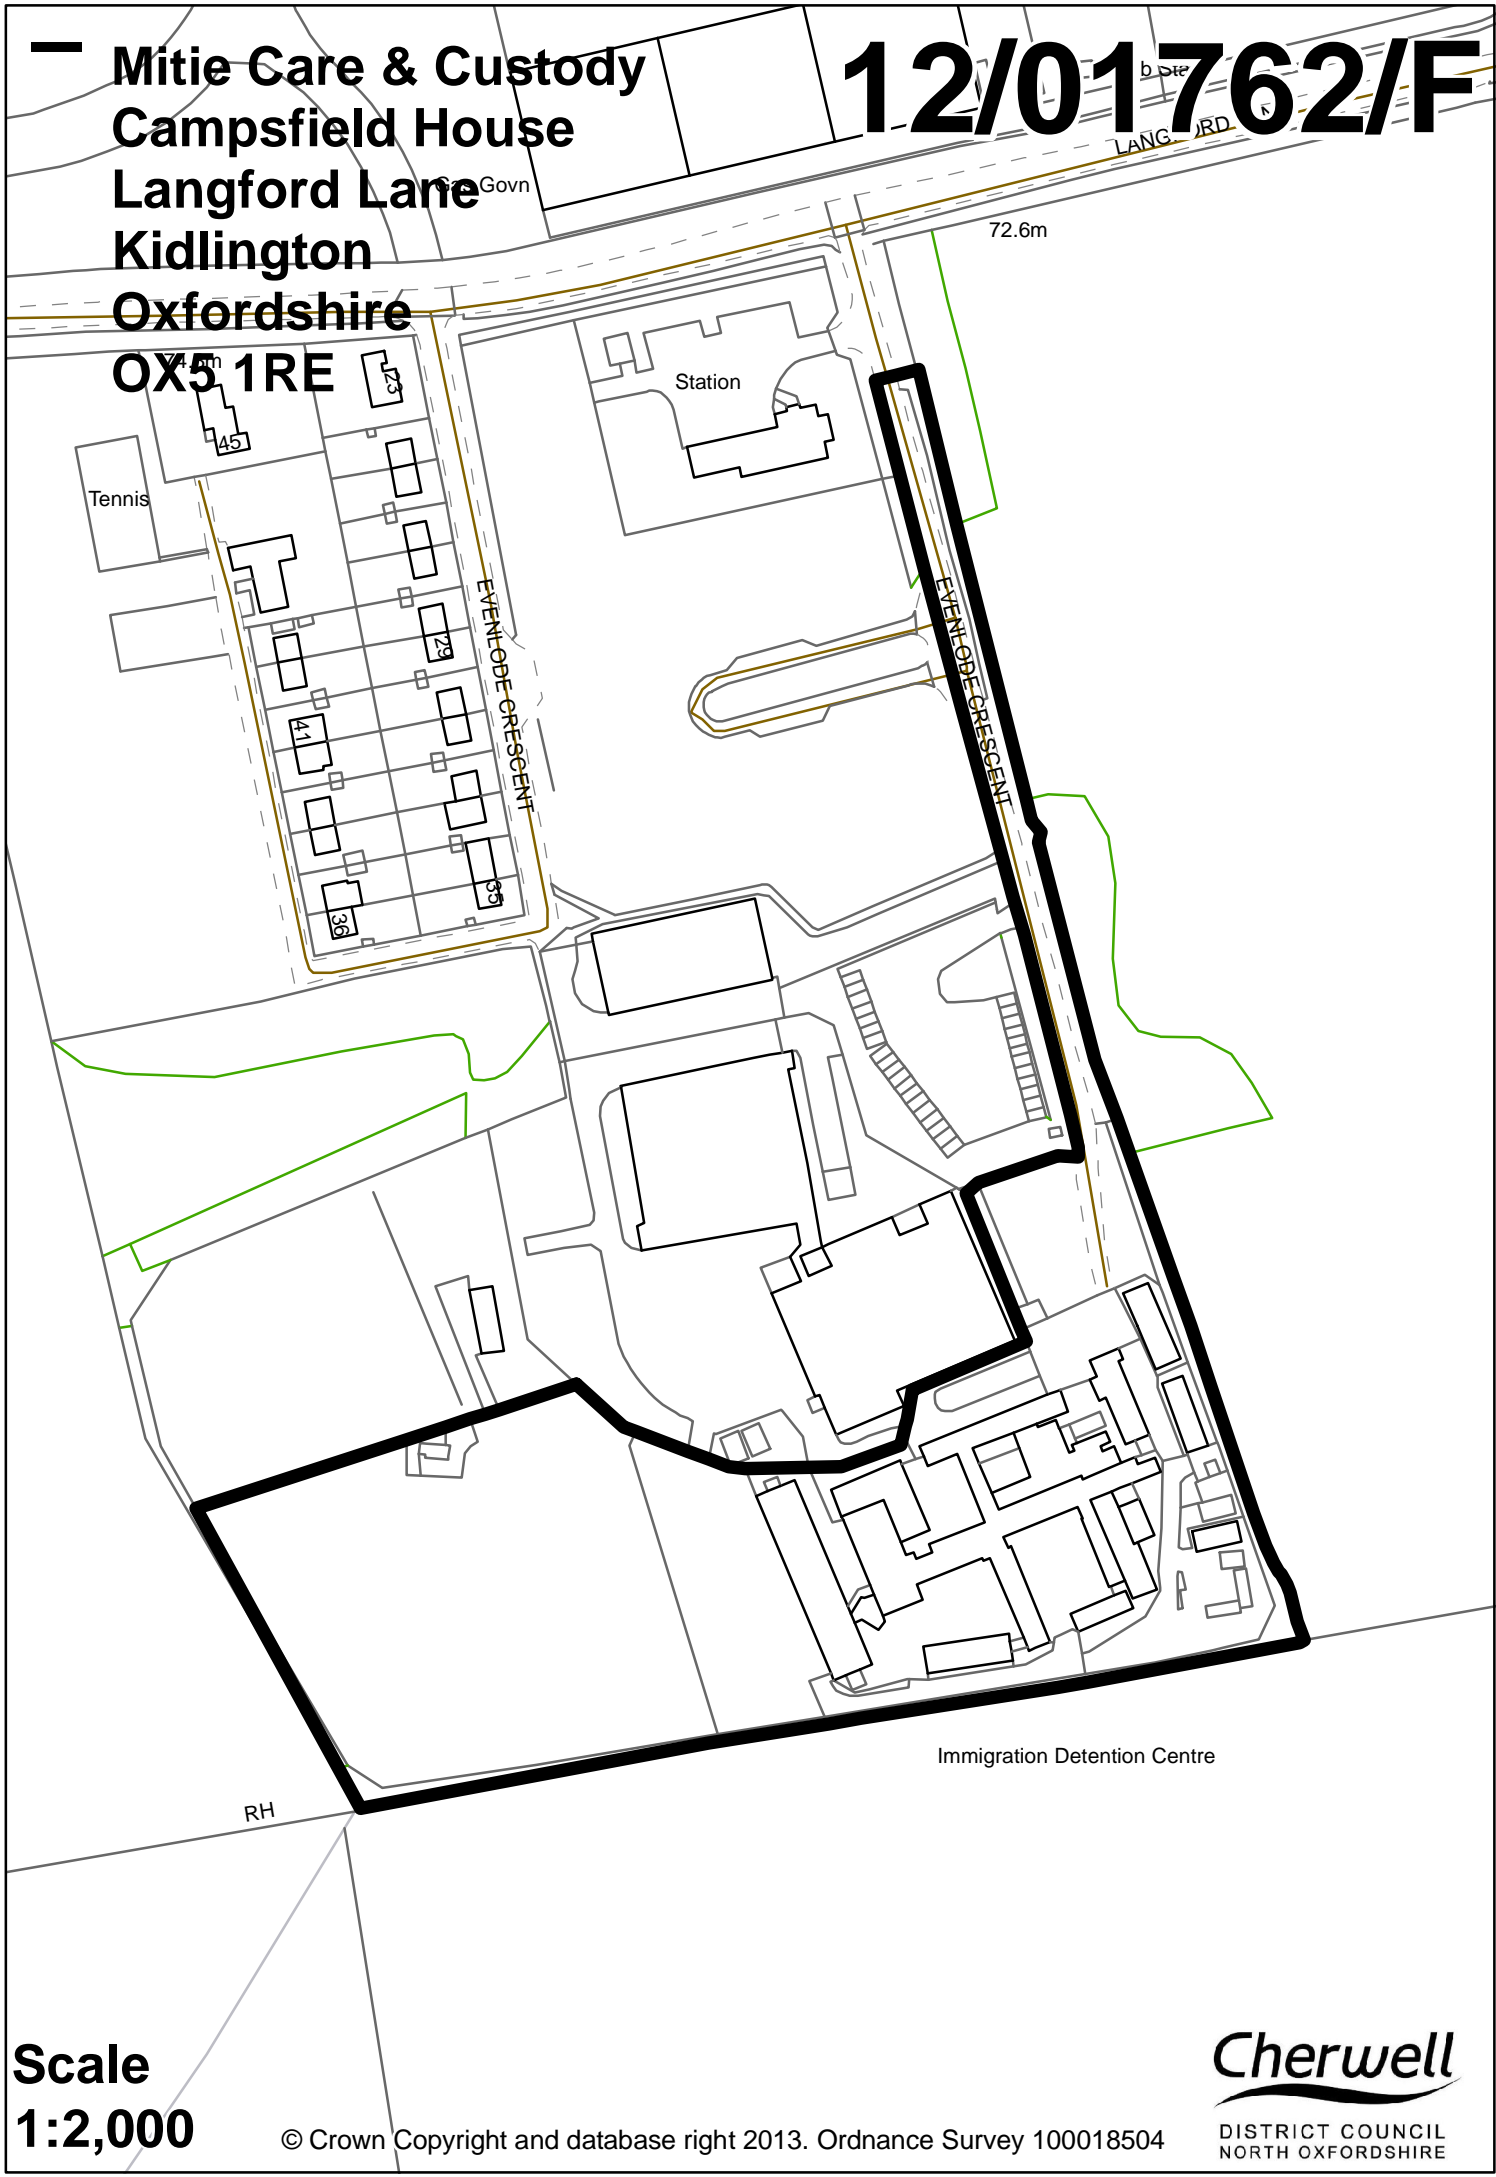 Mitie Care & Custody
Campsfield House
Langford Lane
Kidlington
Oxfordshire
OX5 1RE
12/01762/F
Gas Govn
72.6m
Station
23
45
Tennis
29
41
35
36
EVENLODE CRESCENT
EVENLODE CRESCENT
Immigration Detention Centre
RH
Scale
1:2,000
© Crown Copyright and database right 2013. Ordnance Survey 100018504
Cherwell
DISTRICT COUNCIL
NORTH OXFORDSHIRE